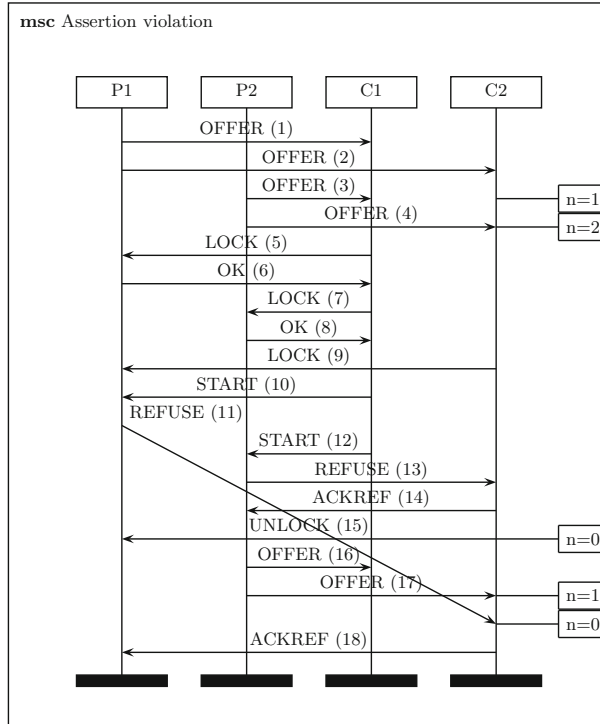 msc Assertion violation
P1 P2 C1 C2
OFFER (1)
OFFER (2)
OFFER (3)
n=1
OFFER (4)
n=2
LOCK (5)
OK (6)
LOCK (7)
OK (8)
LOCK (9)
START (10)
REFUSE (11)
START (12)
REFUSE (13)
ACKREF (14)
UNLOCK (15)
n=0
OFFER (16)
OFFER (17)
n=1
n=0
ACKREF (18)